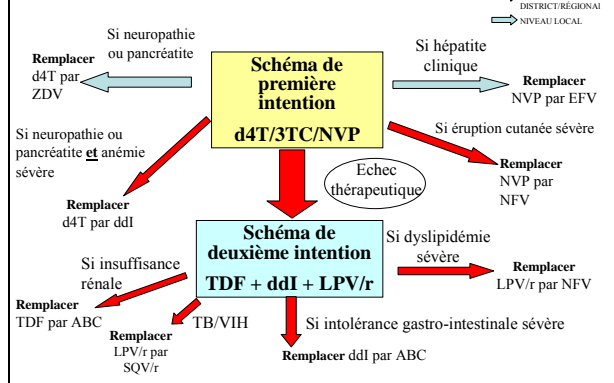 DISTRICT/RÉGIONAL
NIVEAU LOCAL
Si neuropathie
ou pancréatite
Remplacer
d4T par
ZDV
Schéma de
première
intention
d4T/3TC/NVP
Si hépatite
clinique
Remplacer
NVP par EFV
Si neuropathie ou
pancréatite et anémie
sévère
Remplacer
d4T par ddI
Echec
thérapeutique
Si éruption cutanée sévère
Remplacer
NVP par
NFV
Schéma de
deuxième intention
TDF + ddI + LPV/r
Si dyslipidémie
sévère
Remplacer
LPV/r par NFV
Si insuffisance
rénale
Remplacer
TDF par ABC
TB/VIH
Remplacer
LPV/r par
SQV/r
Si intolérance gastro-intestinale sévère
Remplacer ddI par ABC